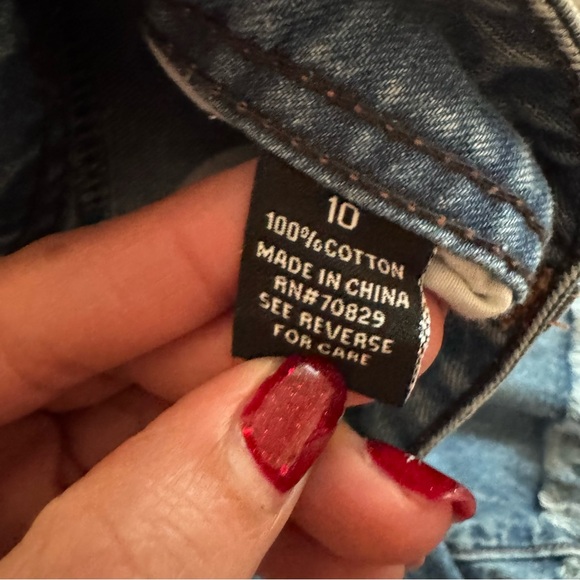 10
100%COTTON
MADE IN CHINA
RN#70829
SEE REVERSE
FOR CARE